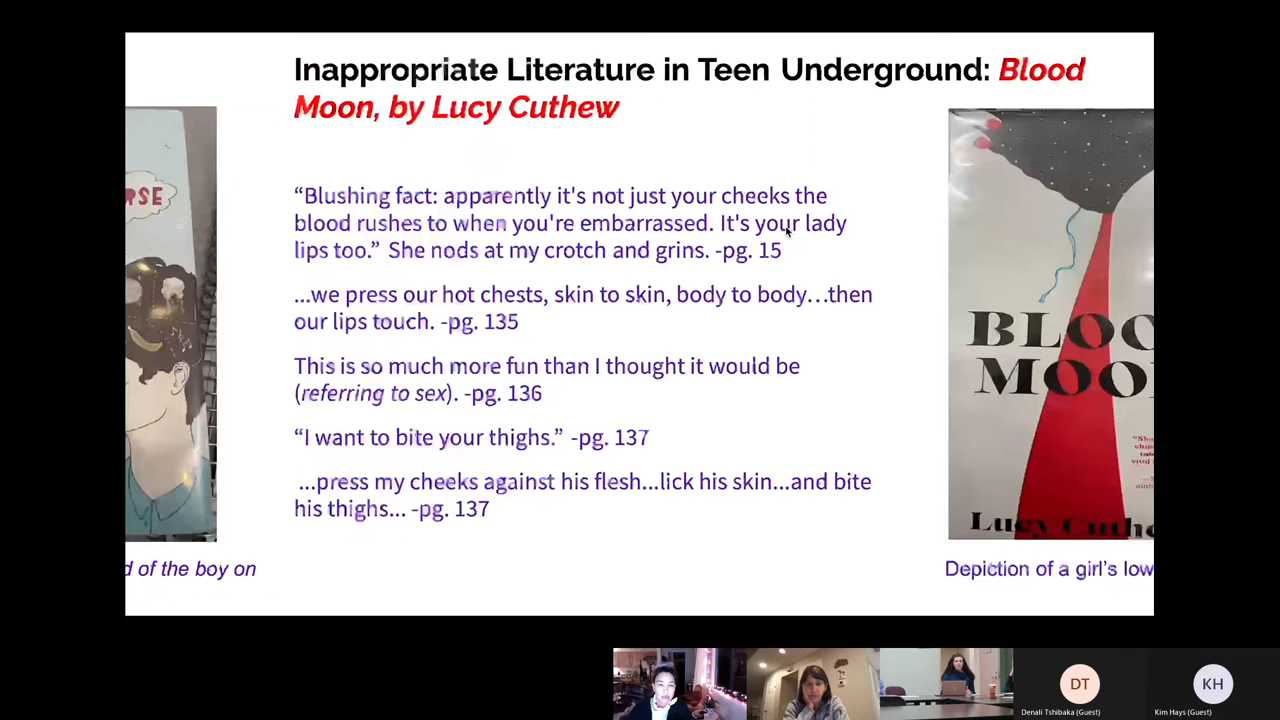 Inappropriate Literature in Teen Underground: Blood
Moon, by Lucy Cuthew
RSE
“Blushing fact: apparently it's not just your cheeks the
blood rushes to when you're embarrassed. It's your lady
lips too.” She nods at my crotch and grins. -pg. 15
...we press our hot chests, skin to skin, body to body…then
our lips touch. -pg. 135
This is so much more fun than I thought it would be
(referring to sex). -pg. 136
“I want to bite your thighs.” -pg. 137
...press my cheeks against his flesh...lick his skin...and bite
his thighs... -pg. 137
BLOO
MOO
Lucy Cuthe
d of the boy on
Depiction of a girl’s low
DT
Denali Tshibaka (Guest)
KH
Kim Hays (Guest)